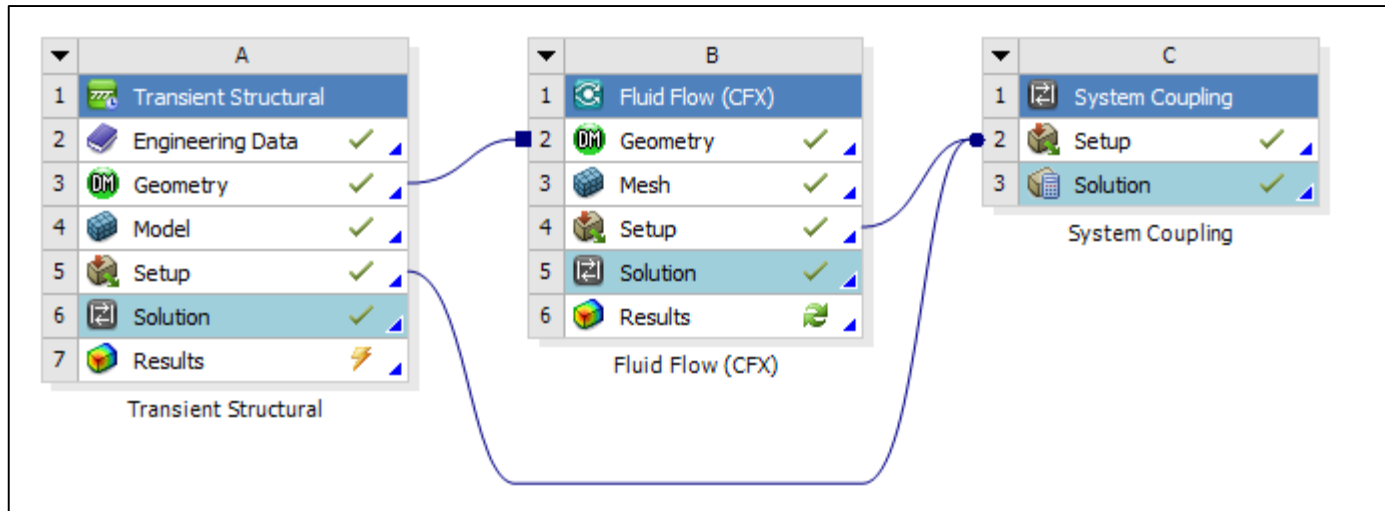 A
1 Transient Structural
2 Engineering Data
3 DM Geometry
4 Model
5 Setup
6 Solution
7 Results
Transient Structural
B
1 Fluid Flow (CFX)
2 DM Geometry
3 Mesh
4 Setup
5 Solution
6 Results
Fluid Flow (CFX)
C
1 System Coupling
2 Setup
3 Solution
System Coupling